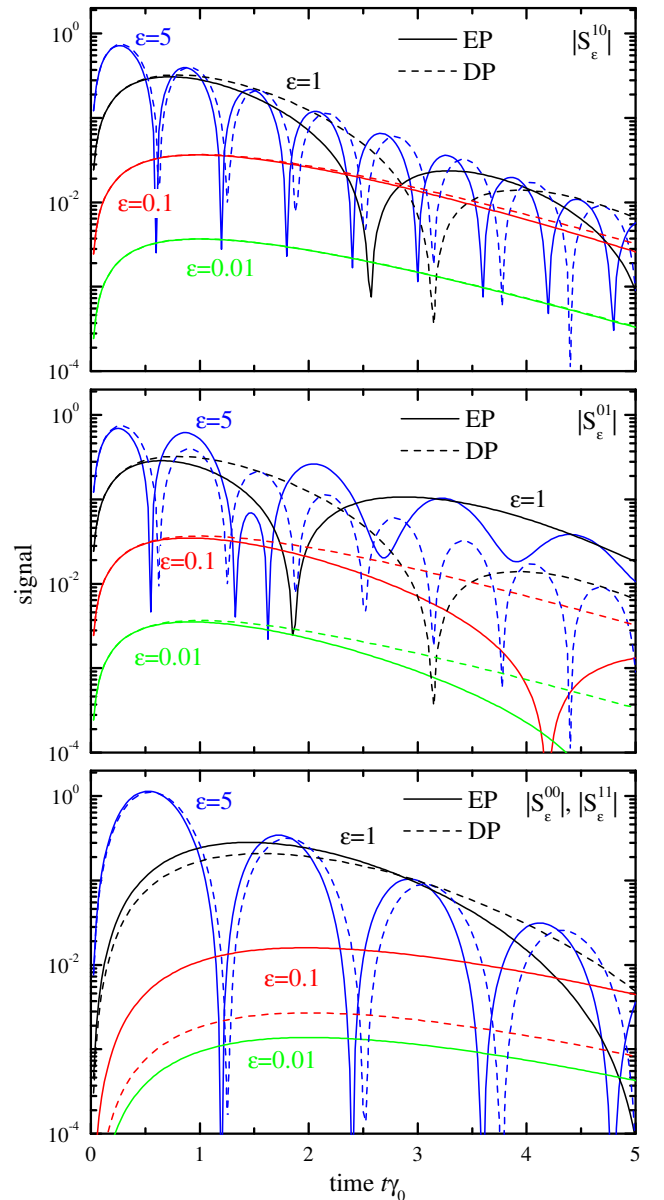 10^0
ε=5
EP
|S_ε^{10}|
DP
ε=1
10^{-2}
ε=0.1
ε=0.01
10^{-4}
10^0
ε=5
EP
|S_ε^{01}|
DP
ε=1
signal
10^{-2}
ε=0.1
ε=0.01
10^{-4}
10^0
ε=5
EP
|S_ε^{00}|, |S_ε^{11}|
ε=1
DP
10^{-2}
ε=0.1
ε=0.01
10^{-4}
0 1 2 3 4 5
time tγ_0